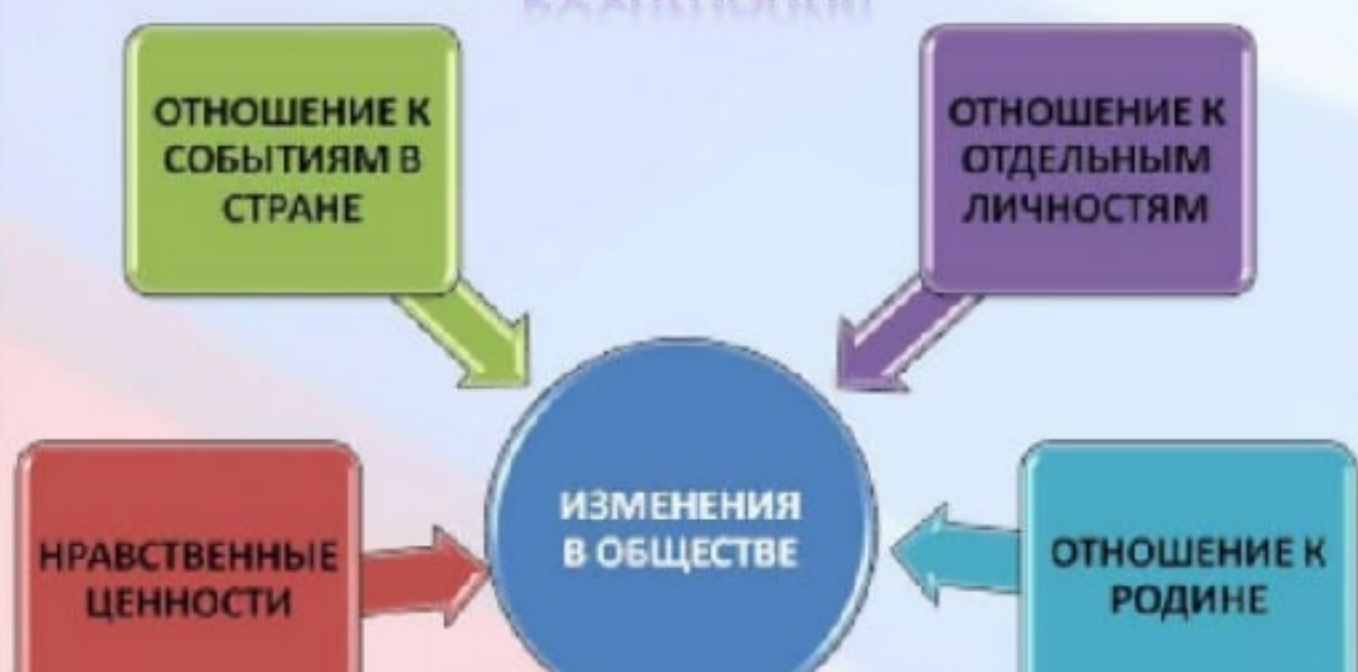 ОТНОШЕНИЕ К
СОБЫТИЯМ В
СТРАНЕ
ОТНОШЕНИЕ К
ОТДЕЛЬНЫМ
ЛИЧНОСТЯМ
НРАВСТВЕННЫЕ
ЦЕННОСТИ
ИЗМЕНЕНИЯ
В ОБЩЕСТВЕ
ОТНОШЕНИЕ К
РОДИНЕ